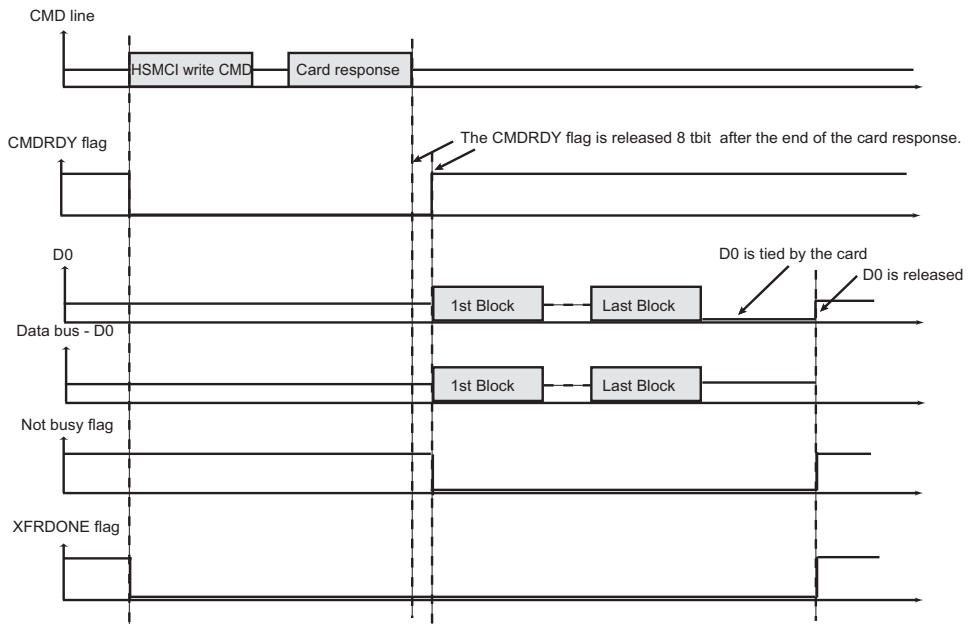 CMD line
HSMCI write CMD
Card response
CMDRDY flag
The CMDRDY flag is released 8 tbit after the end of the card response.
D0
D0 is tied by the card
D0 is released
1st Block
Last Block
Data bus - D0
1st Block
Last Block
Not busy flag
XFRDONE flag